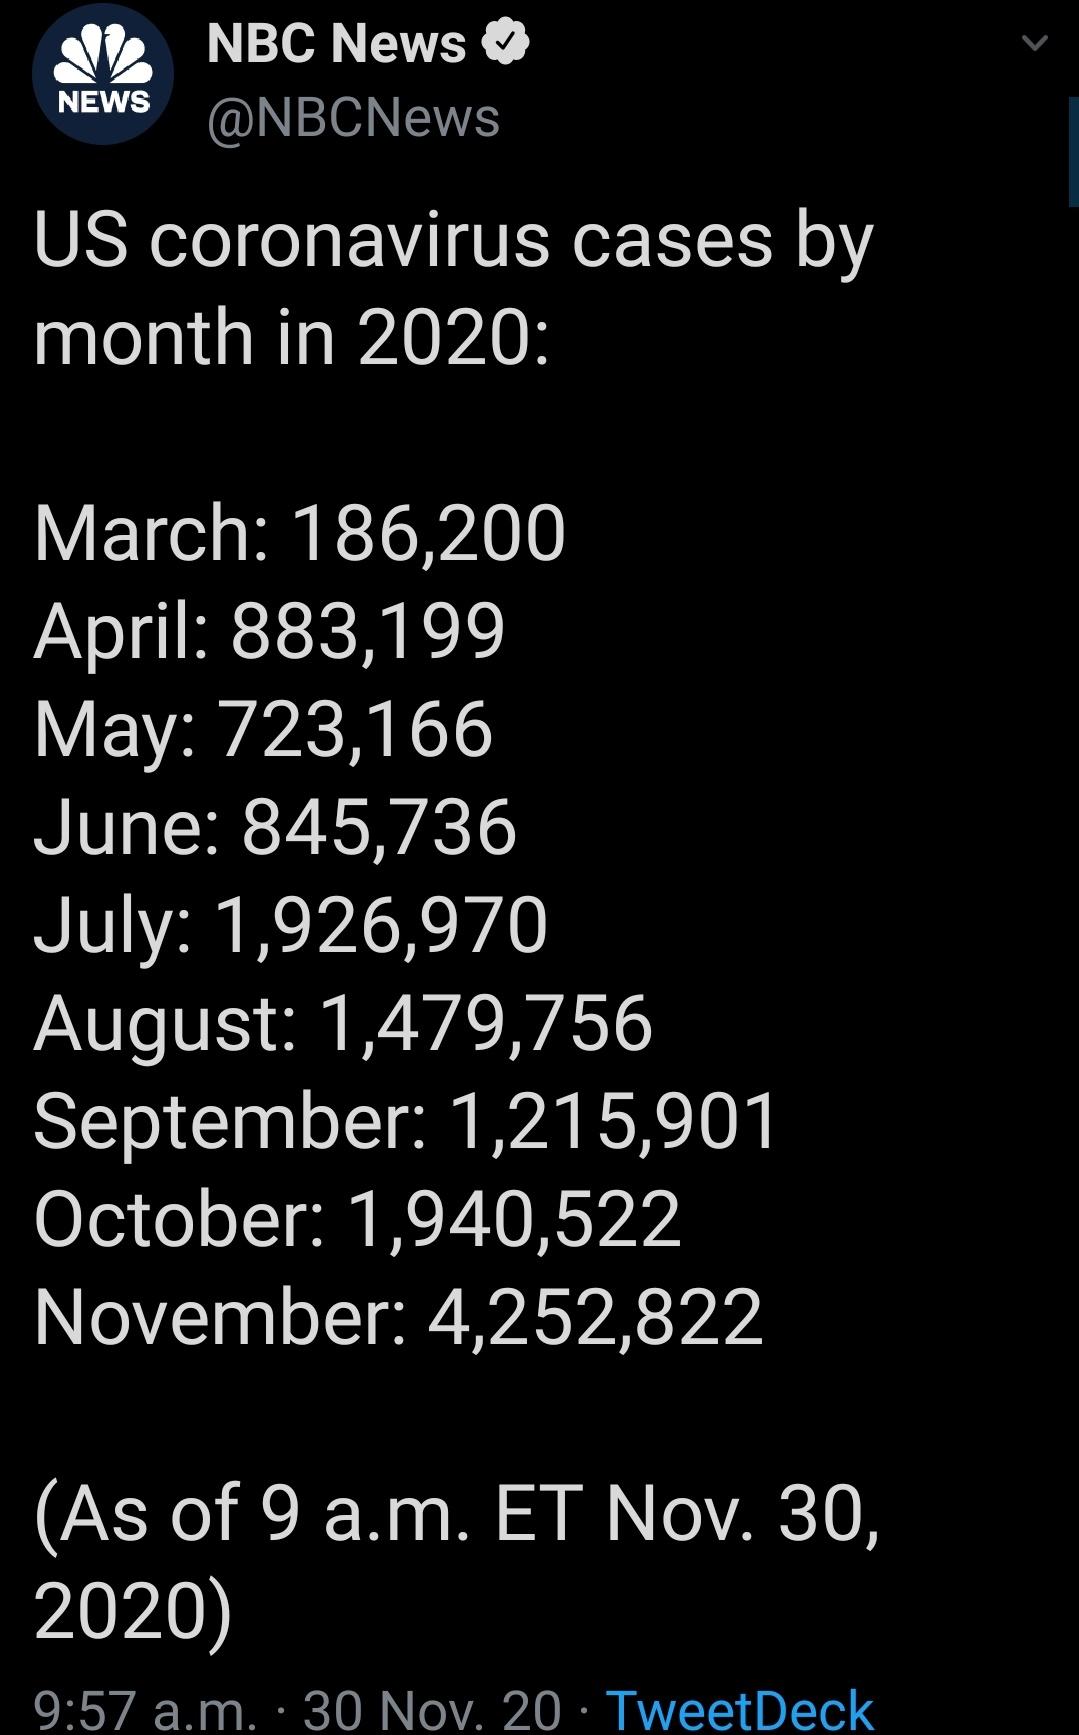 NEWS
NBC News
@NBCNews
US coronavirus cases by
month in 2020:
March: 186,200
April: 883,199
May: 723,166
June: 845,736
July: 1,926,970
August: 1,479,756
September: 1,215,901
October: 1,940,522
November: 4,252,822
(As of 9 a.m. ET Nov. 30,
2020)
9:57 a.m. · 30 Nov. 20 · TweetDeck